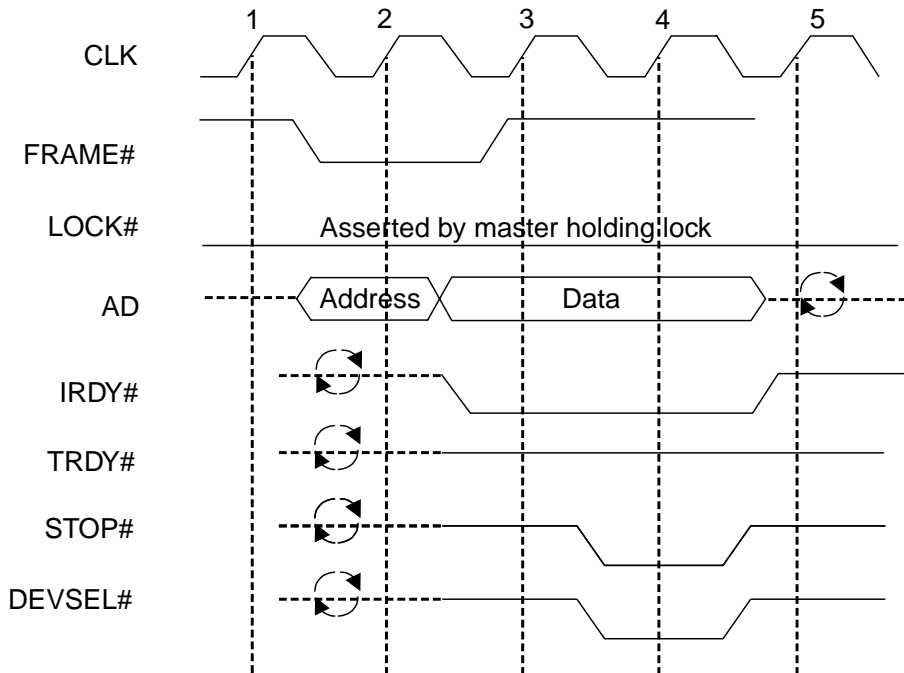 1 2 3 4 5
CLK
FRAME#
LOCK# Asserted by master holding lock
AD Address Data
IRDY#
TRDY#
STOP#
DEVSEL#